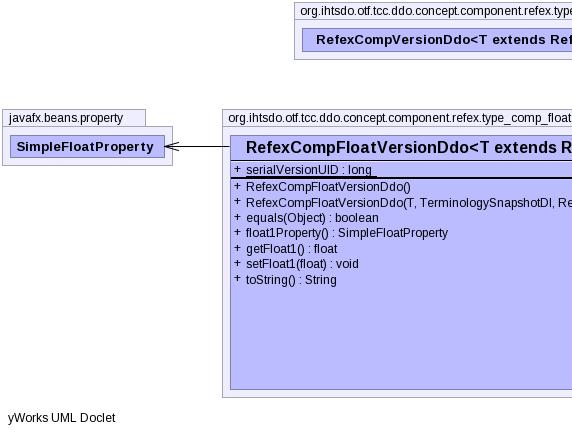 org.ihtsdo.otf.tcc.ddo.concept.component.refex.type
RefexCompVersionDdo<T extends Ref
javafx.beans.property
SimpleFloatProperty
org.ihtsdo.otf.tcc.ddo.concept.component.refex.type_comp_float
RefexCompFloatVersionDdo<T extends R
+ serialVersionUID : long
+ RefexCompFloatVersionDdo()
+ RefexCompFloatVersionDdo(T, TerminologySnapshotDI, Re
+ equals(Object) : boolean
+ float1Property() : SimpleFloatProperty
+ getFloat1() : float
+ setFloat1(float) : void
+ toString() : String
yWorks UML Doclet